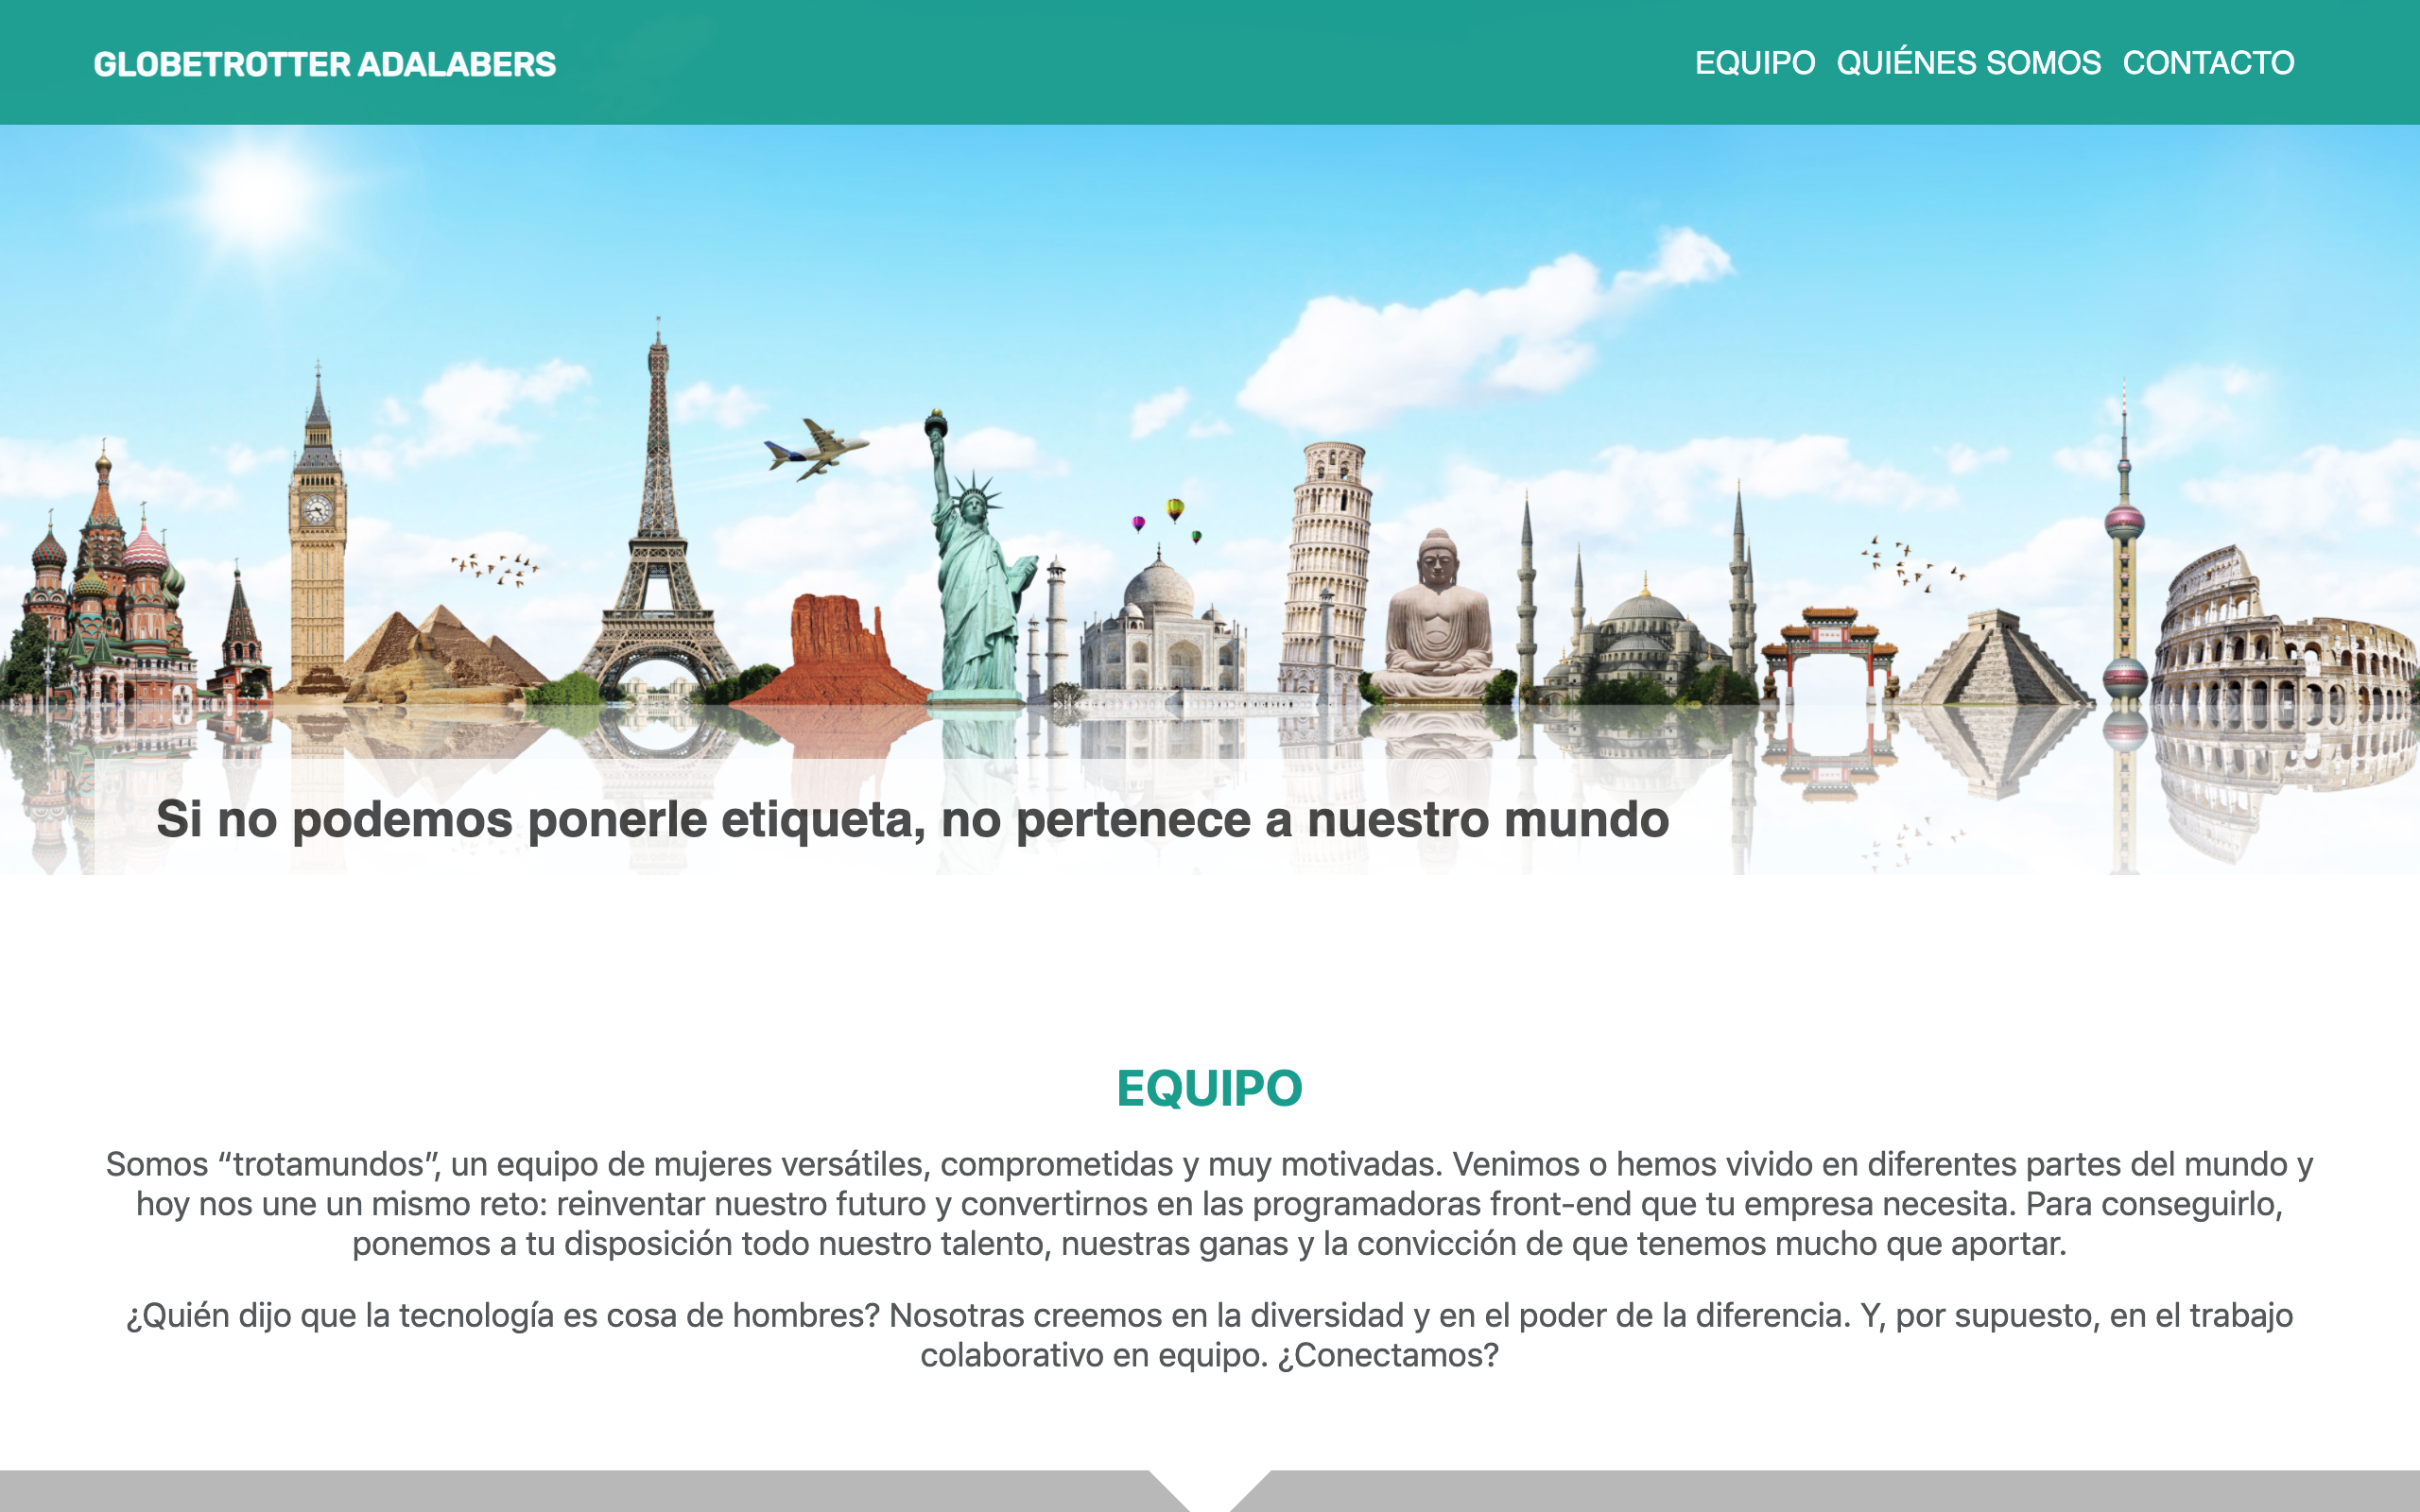 GLOBETROTTER ADALABERS
EQUIPO QUIÉNES SOMOS CONTACTO
Si no podemos ponerle etiqueta, no pertenece a nuestro mundo
EQUIPO
Somos “trotamundos”, un equipo de mujeres versátiles, comprometidas y muy motivadas. Venimos o hemos vivido en diferentes partes del mundo y
hoy nos une un mismo reto: reinventar nuestro futuro y convertirnos en las programadoras front-end que tu empresa necesita. Para conseguirlo,
ponemos a tu disposición todo nuestro talento, nuestras ganas y la convicción de que tenemos mucho que aportar.
¿Quién dijo que la tecnología es cosa de hombres? Nosotras creemos en la diversidad y en el poder de la diferencia. Y, por supuesto, en el trabajo
colaborativo en equipo. ¿Conectamos?